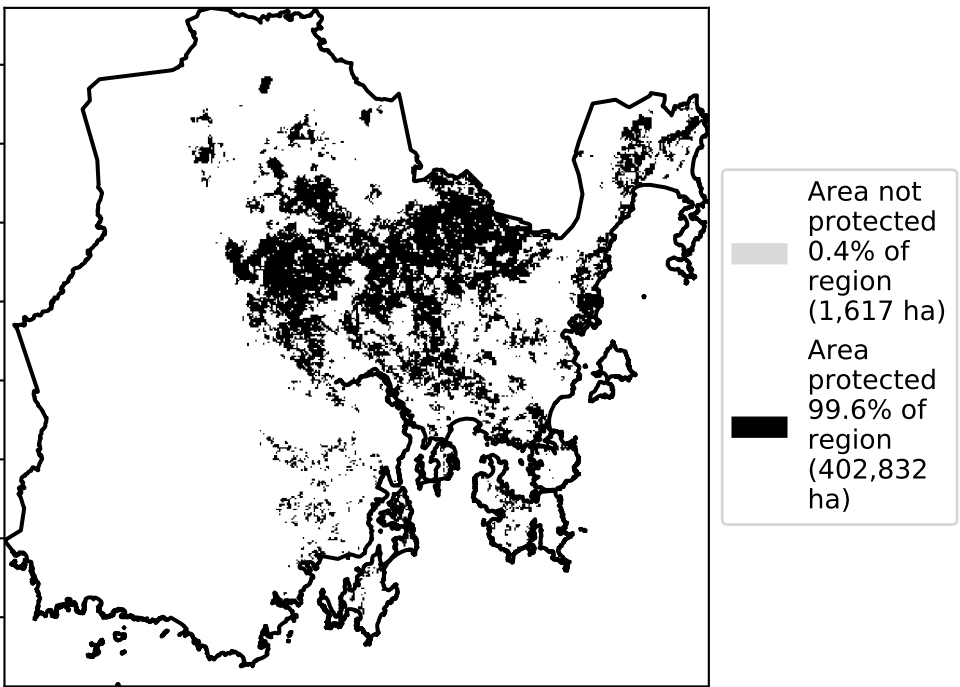 Area not
protected
0.4% of
region
(1,617 ha)
Area
protected
99.6% of
region
(402,832
ha)